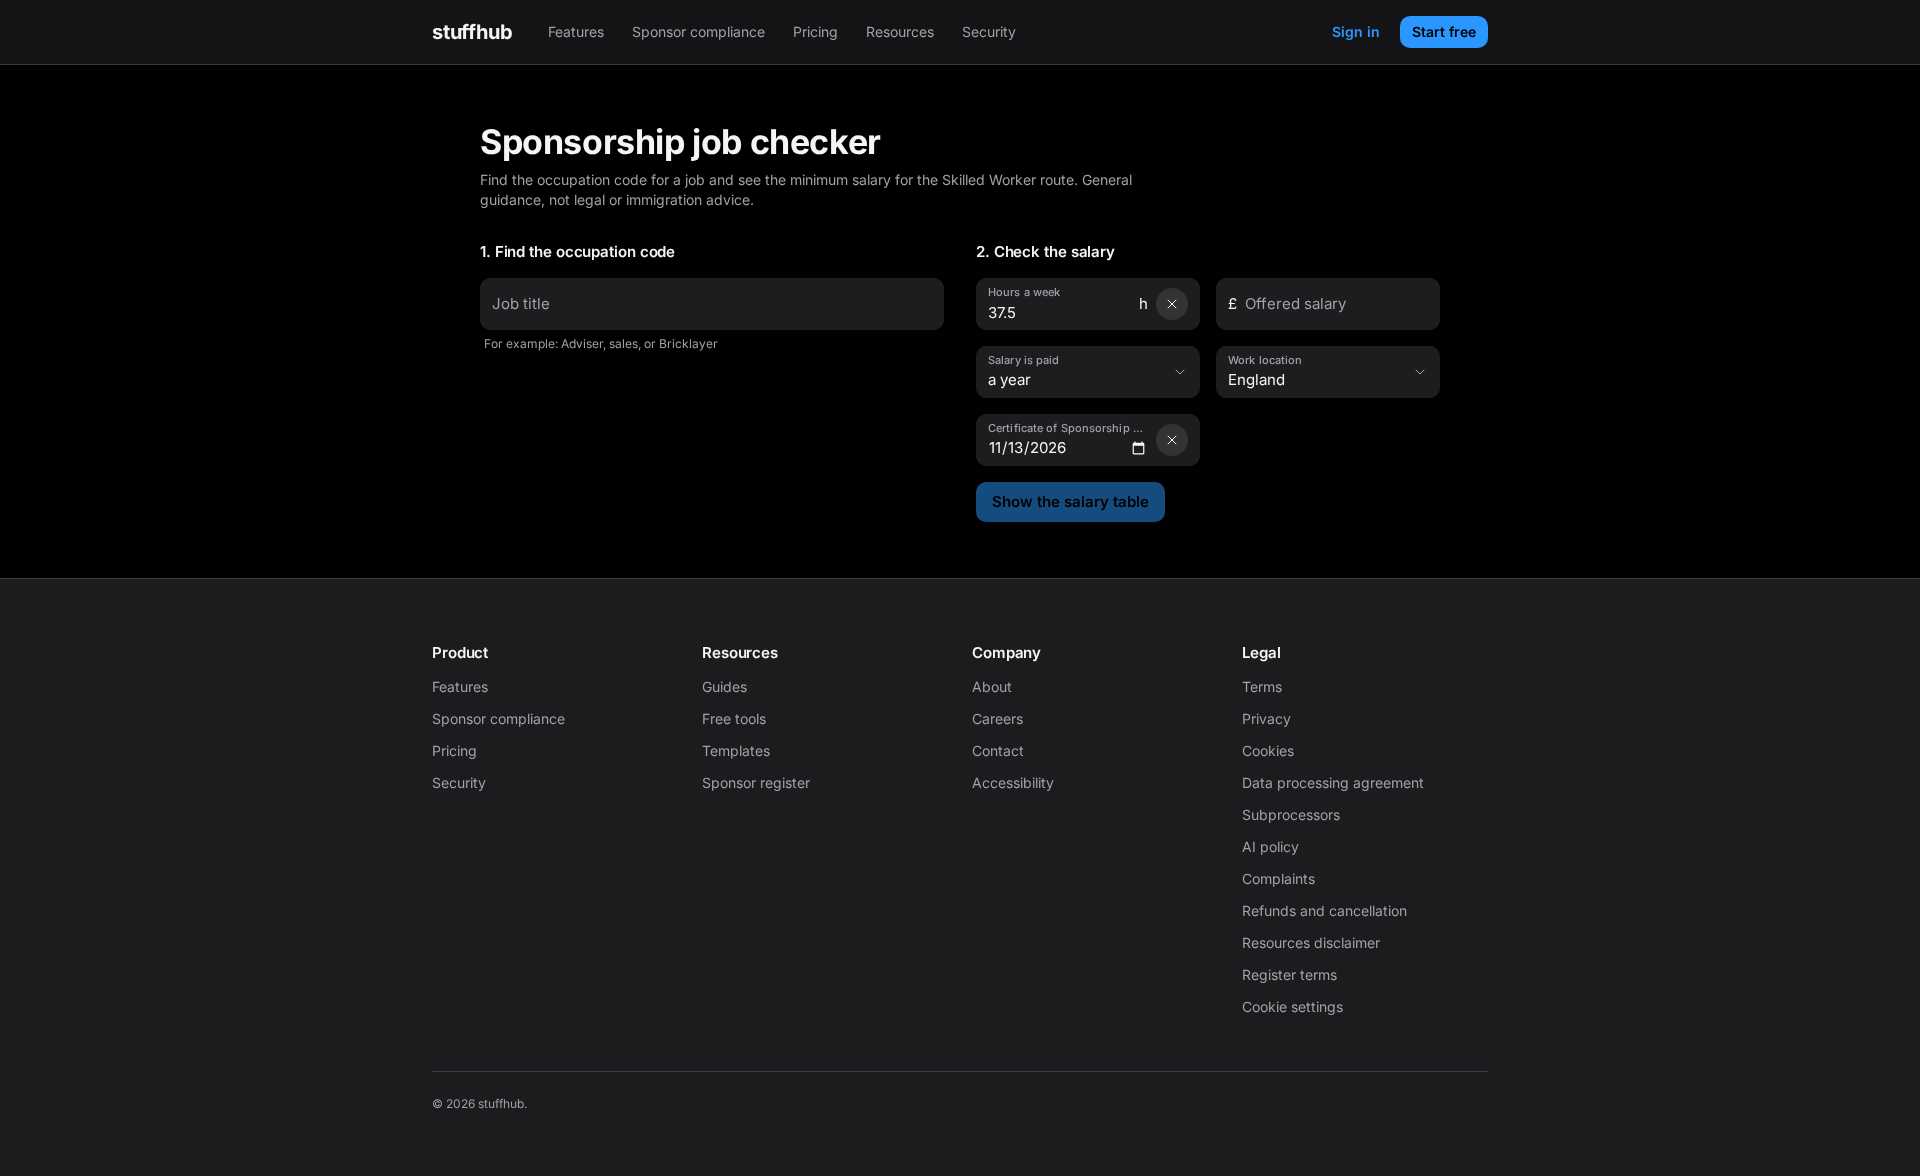 stuffhub
Features
Sponsor compliance
Pricing
Resources
Security
Sign in
Start free
Sponsorship job checker
Find the occupation code for a job and see the minimum salary for the Skilled Worker route. General
guidance, not legal or immigration advice.
1. Find the occupation code
Job title
For example: Adviser, sales, or Bricklayer
2. Check the salary
Hours a week
37.5
h
£ Offered salary
Salary is paid
a year
Work location
England
Certificate of Sponsorship ...
11/13/2026
Show the salary table
Product
Features
Sponsor compliance
Pricing
Security
Resources
Guides
Free tools
Templates
Sponsor register
Company
About
Careers
Contact
Accessibility
Legal
Terms
Privacy
Cookies
Data processing agreement
Subprocessors
AI policy
Complaints
Refunds and cancellation
Resources disclaimer
Register terms
Cookie settings
© 2026 stuffhub.